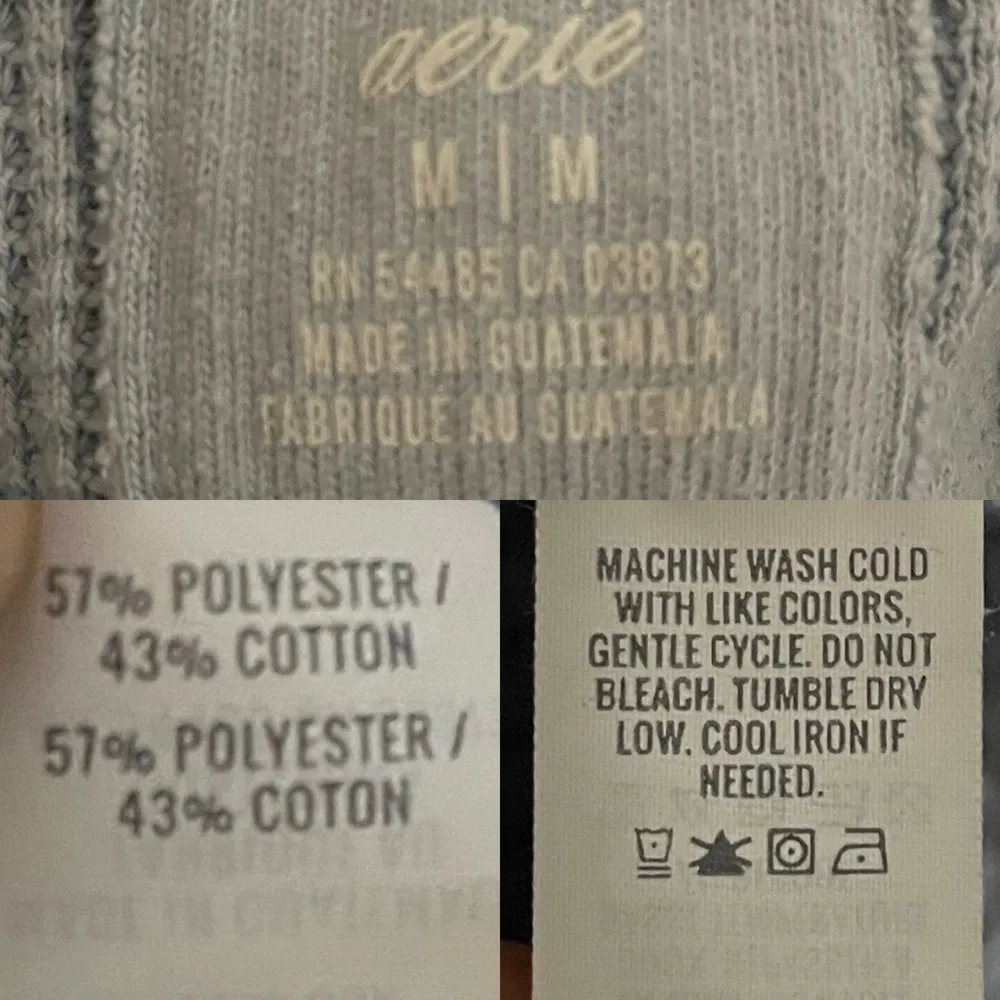 aerie
M | M
RN 54485 CA 03873
MADE IN GUATEMALA
FABRIQUE AU GUATEMALA
57% POLYESTER /
43% COTTON
57% POLYESTER /
43% COTON
MACHINE WASH COLD
WITH LIKE COLORS,
GENTLE CYCLE. DO NOT
BLEACH. TUMBLE DRY
LOW. COOL IRON IF
NEEDED.